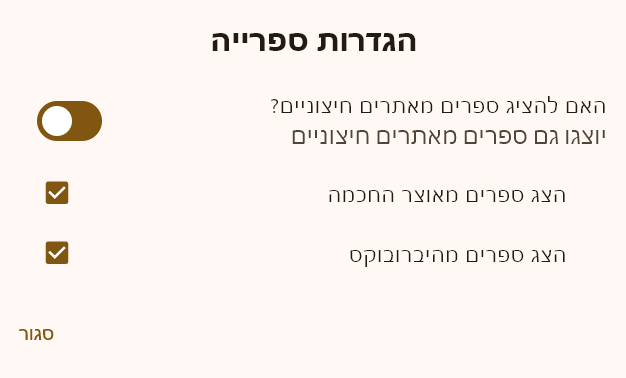 הגדרות ספרייה
האם להציג ספרים מאתרים חיצוניים?
יוצגו גם ספרים מאתרים חיצוניים
הצג ספרים מאוצר החכמה
הצג ספרים מהיברובוקס
סגור